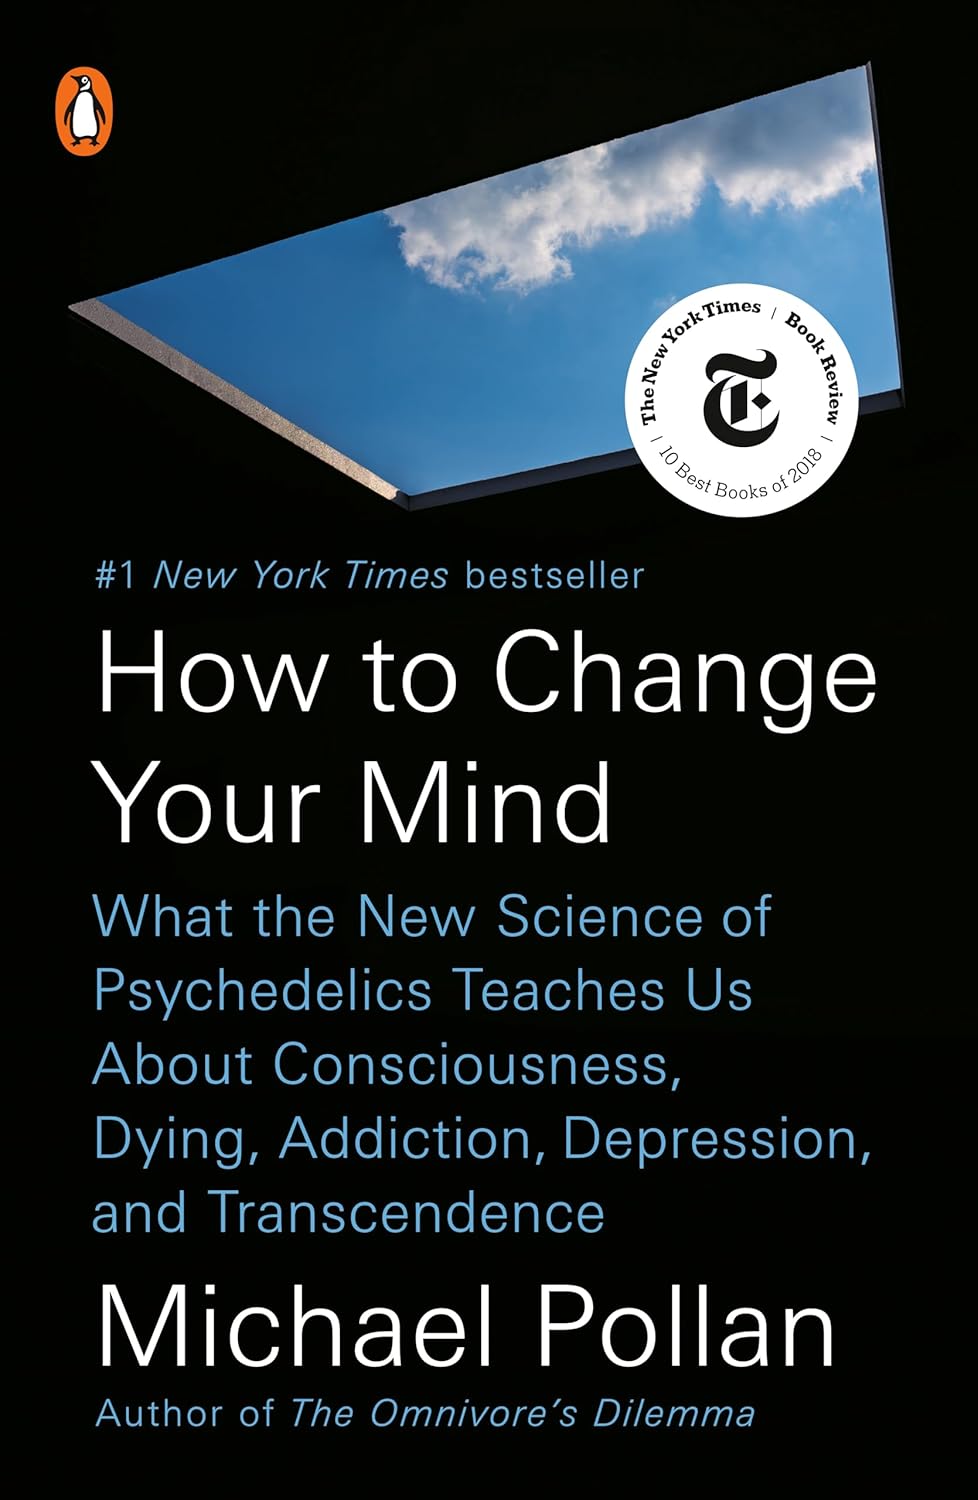 The New York Times | Book Review
| 10 Best Books of 2018 |
#1 New York Times bestseller
How to Change
Your Mind
What the New Science of
Psychedelics Teaches Us
About Consciousness,
Dying, Addiction, Depression,
and Transcendence
Michael Pollan
Author of The Omnivore’s Dilemma